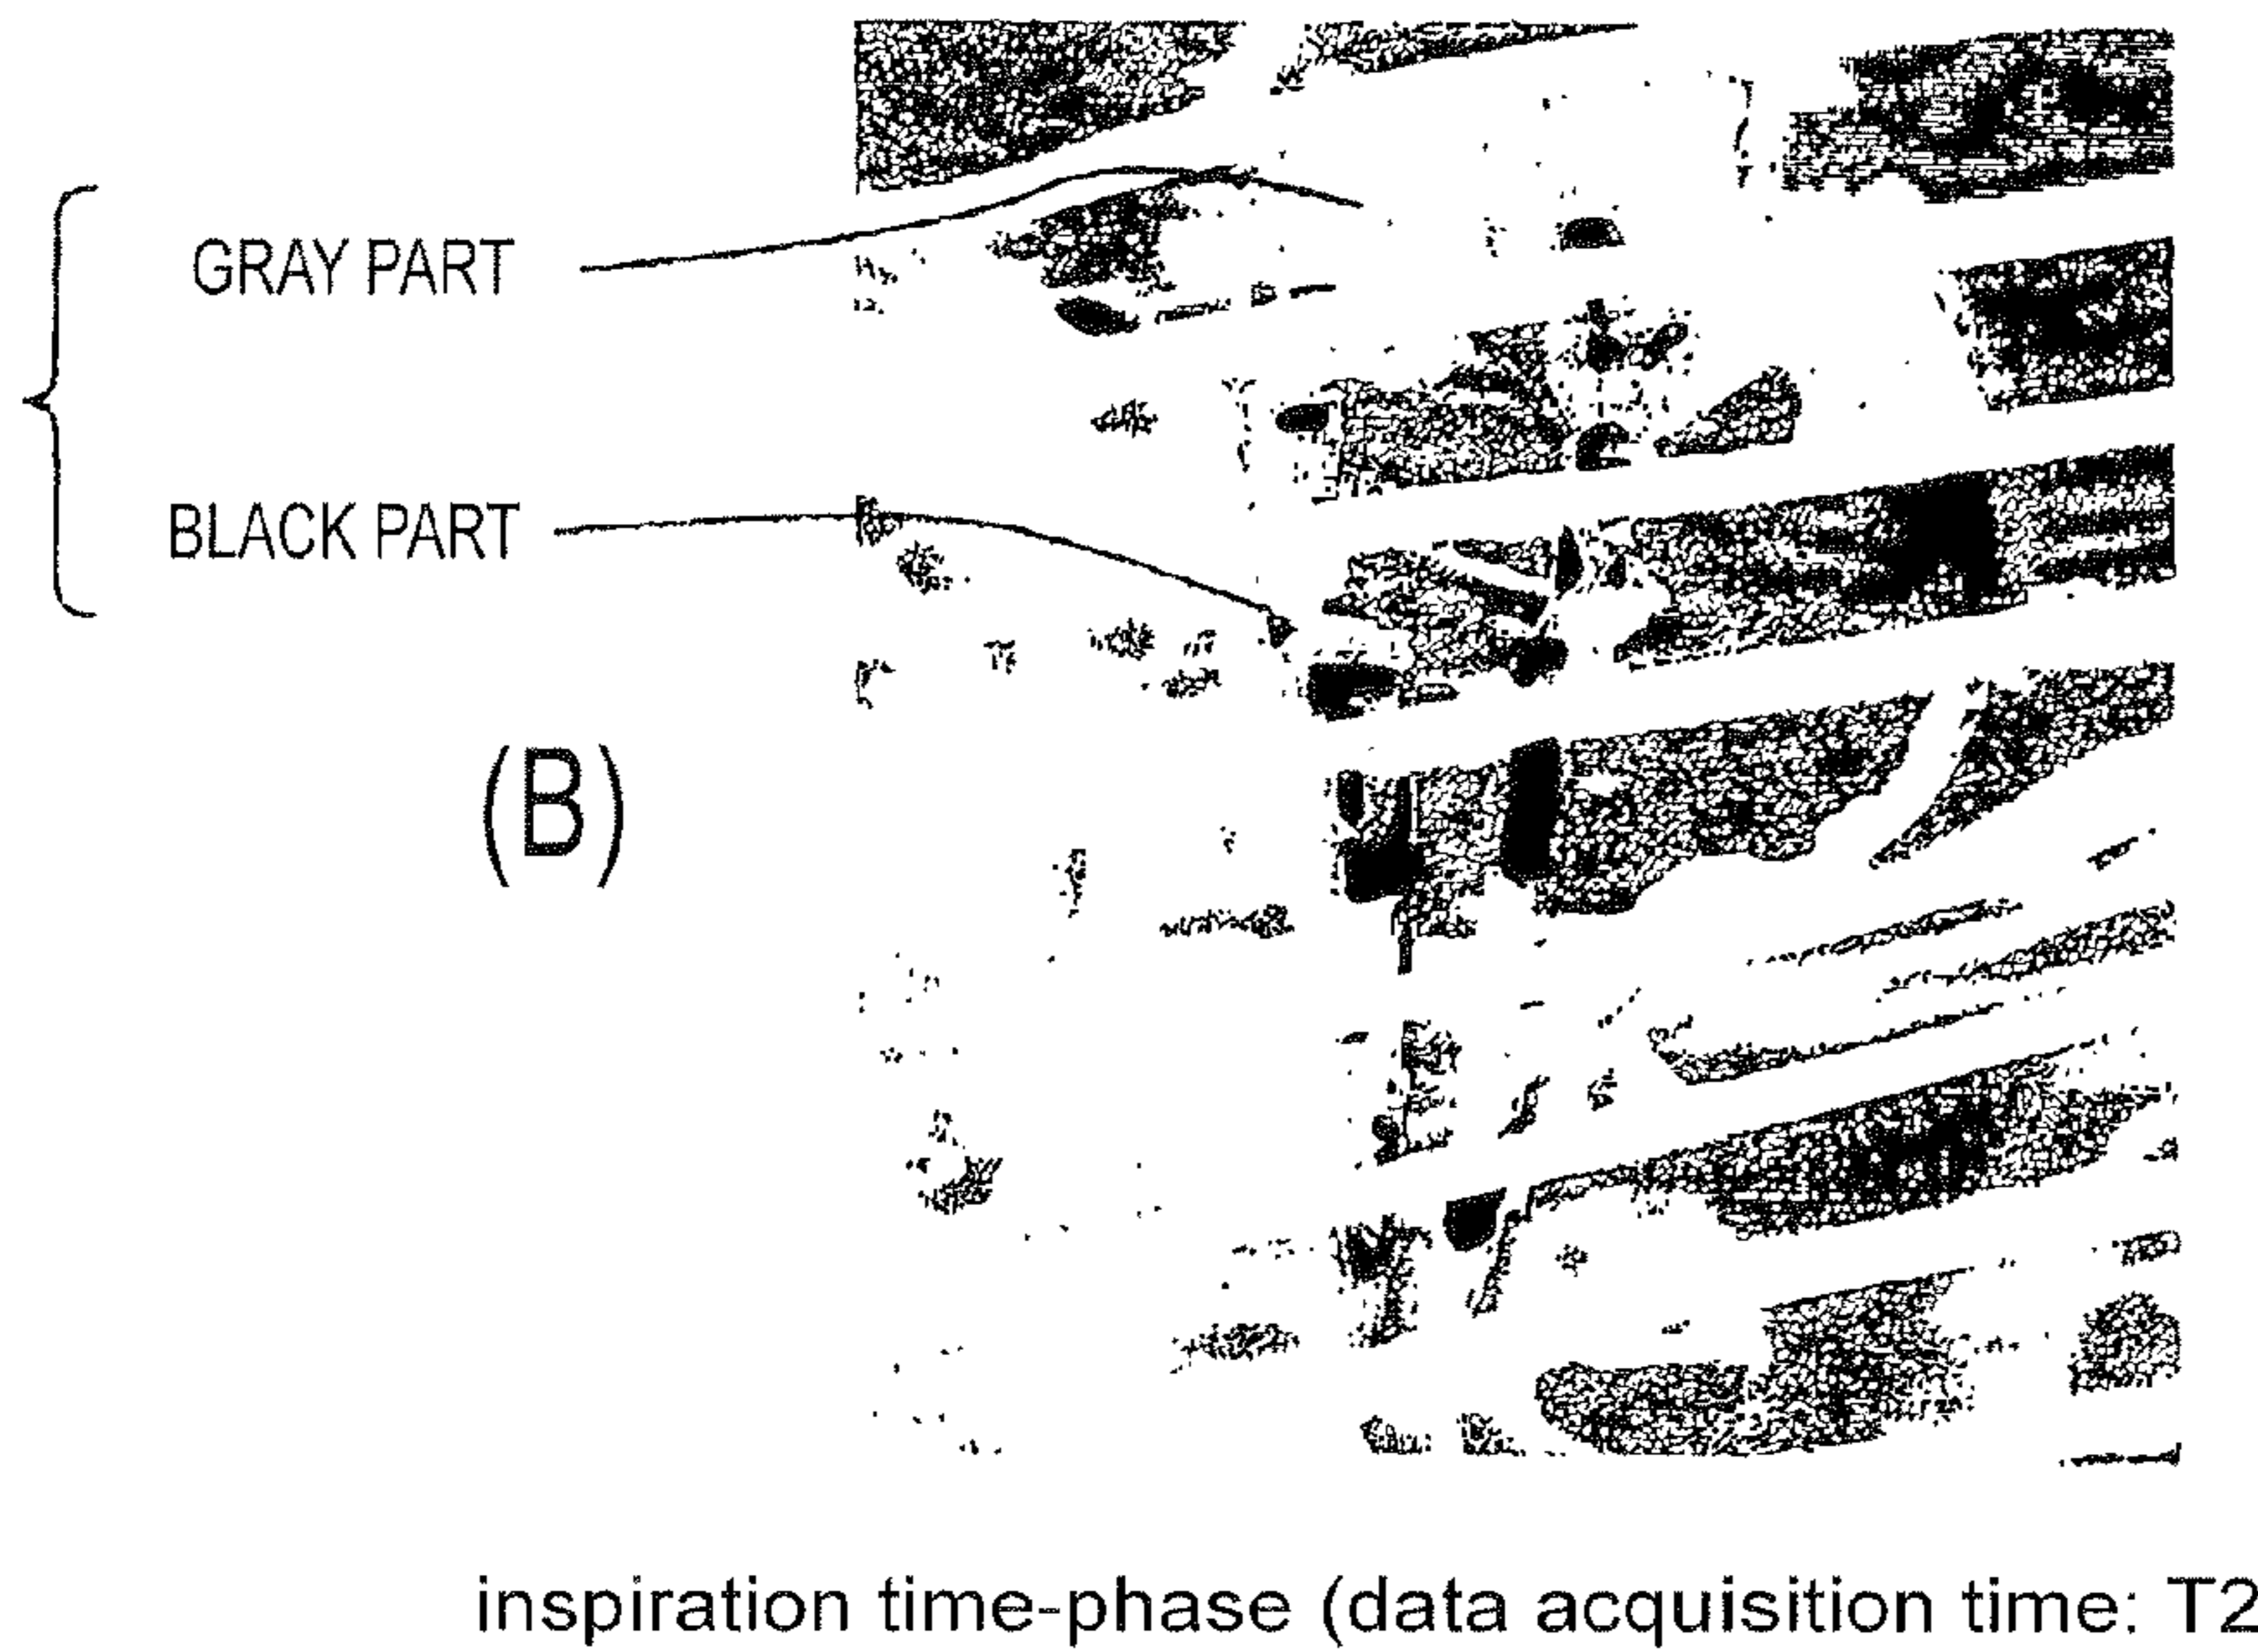 GRAY PART
BLACK PART
(B)
inspiration time-phase (data acquisition time: T2